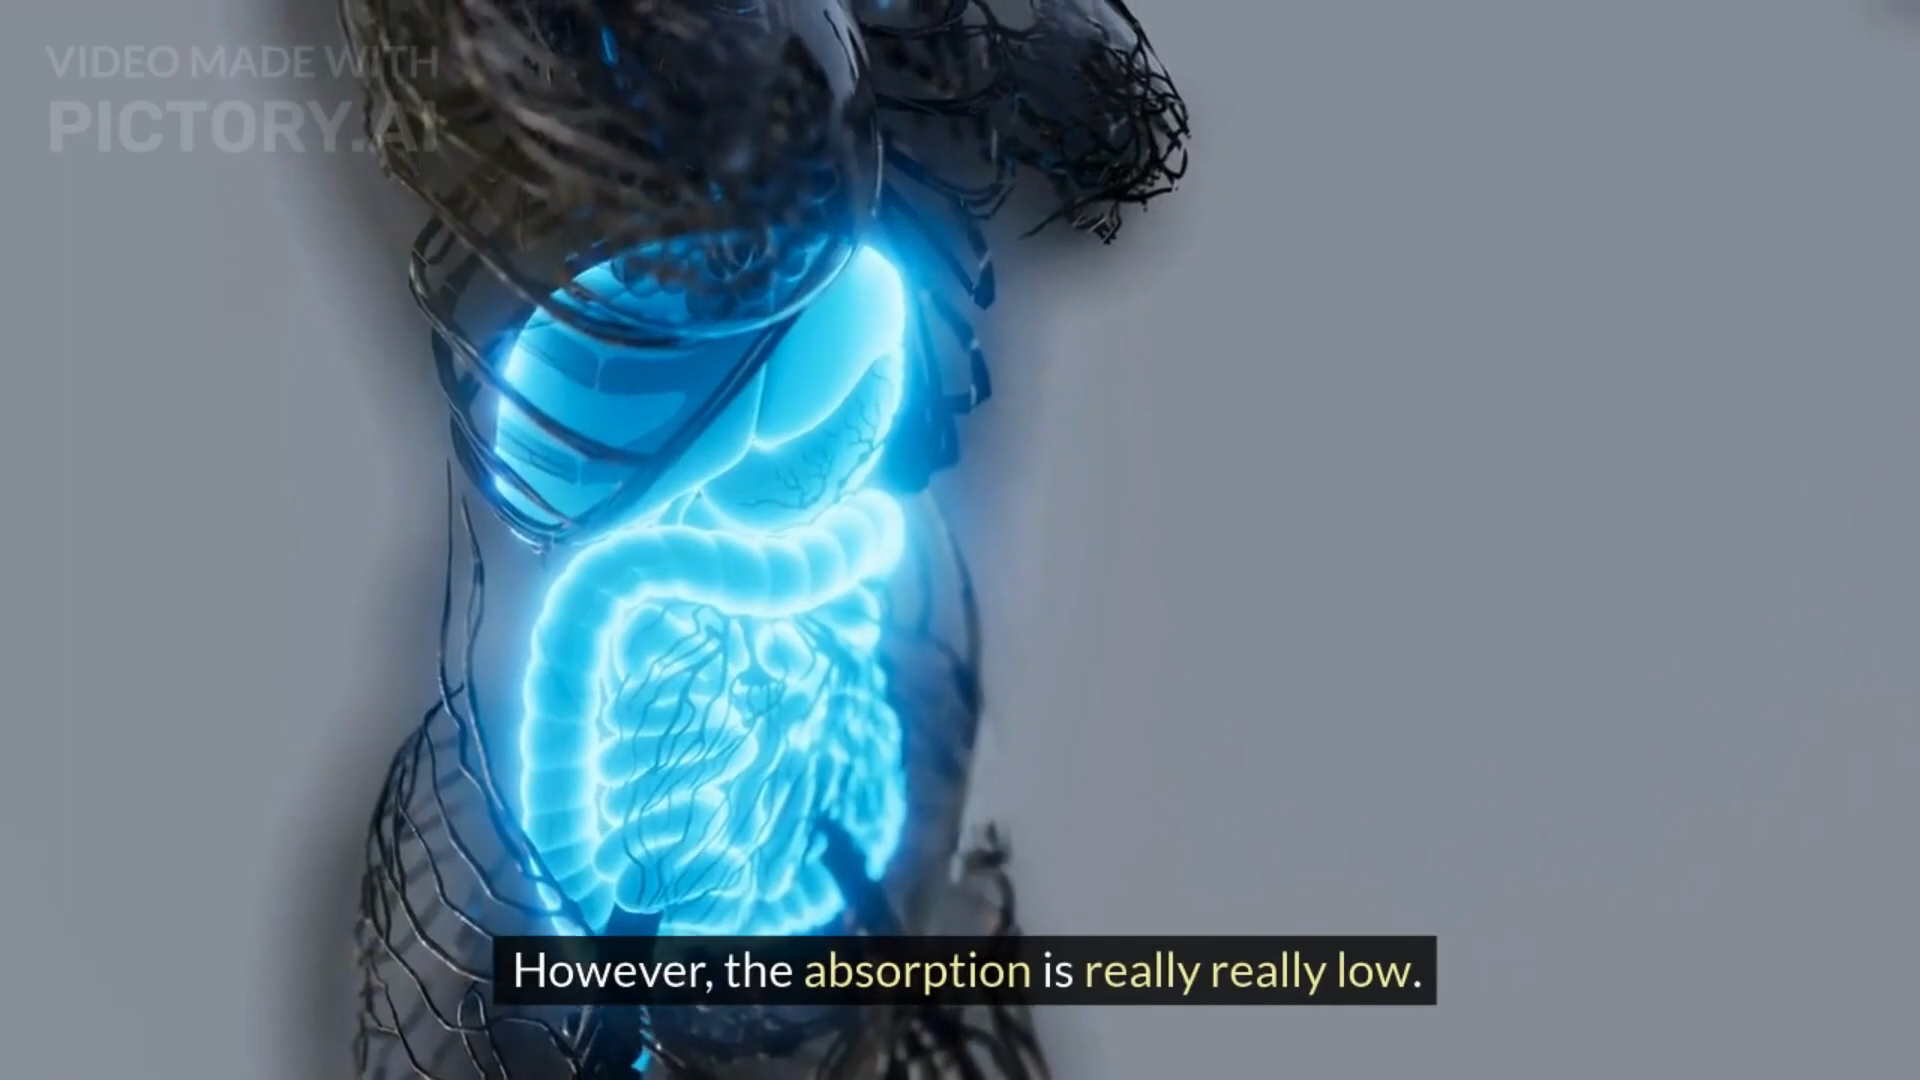 VIDEO MADE WITH
PICTORY.AI
However, the absorption is really really low.